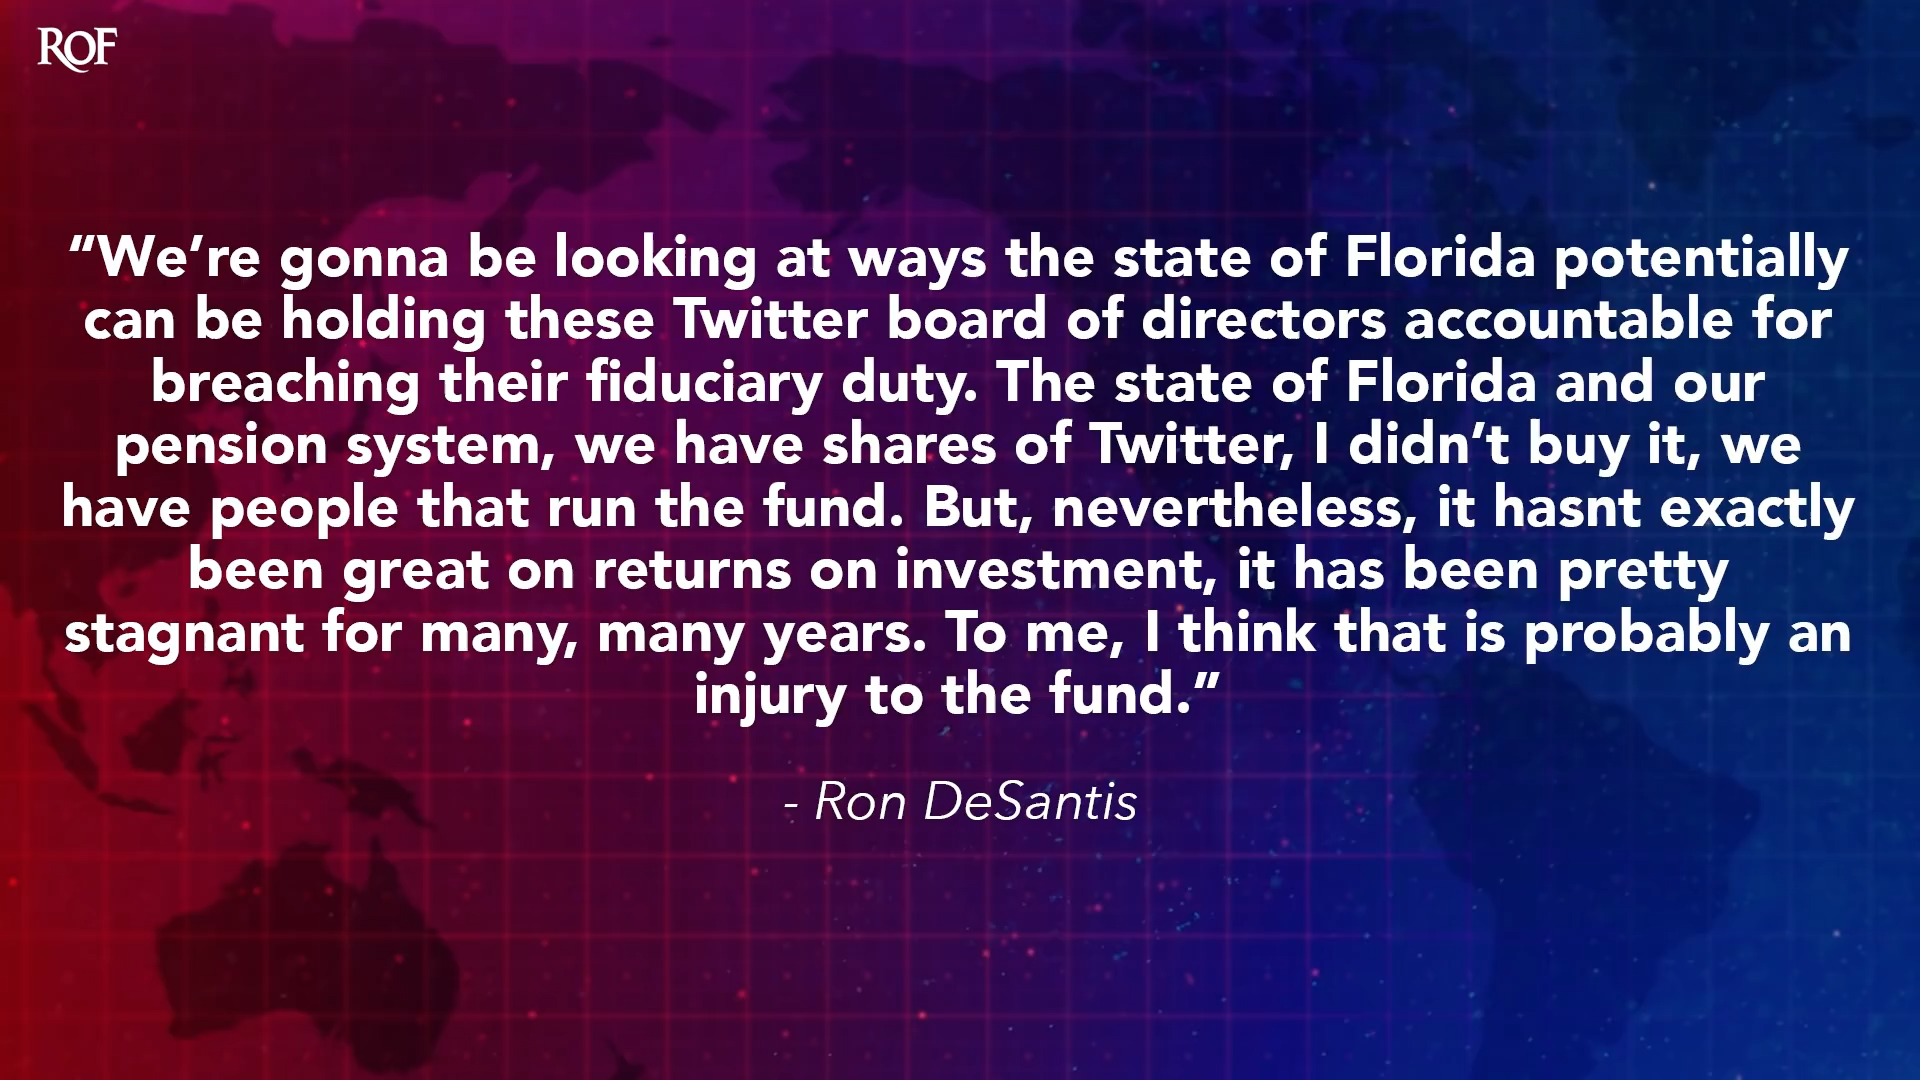 ROF
“We’re gonna be looking at ways the state of Florida potentially
can be holding these Twitter board of directors accountable for
breaching their fiduciary duty. The state of Florida and our
pension system, we have shares of Twitter, I didn’t buy it, we
have people that run the fund. But, nevertheless, it hasnt exactly
been great on returns on investment, it has been pretty
stagnant for many, many years. To me, I think that is probably an
injury to the fund.”
- Ron DeSantis